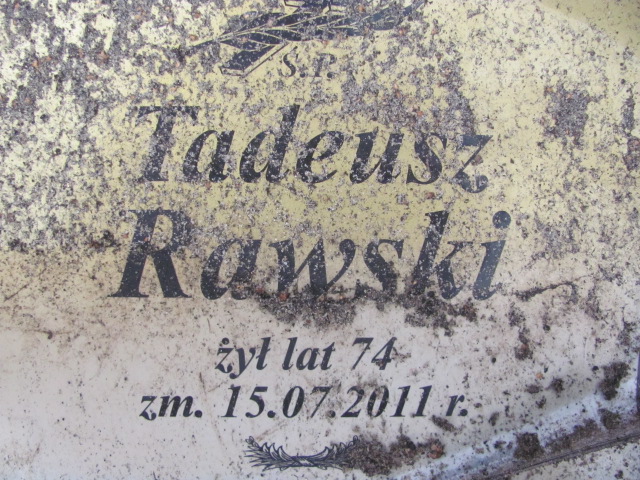 Ś.P.
Tadeusz
Rawski
żył lat 74
zm. 15.07.2011 r.